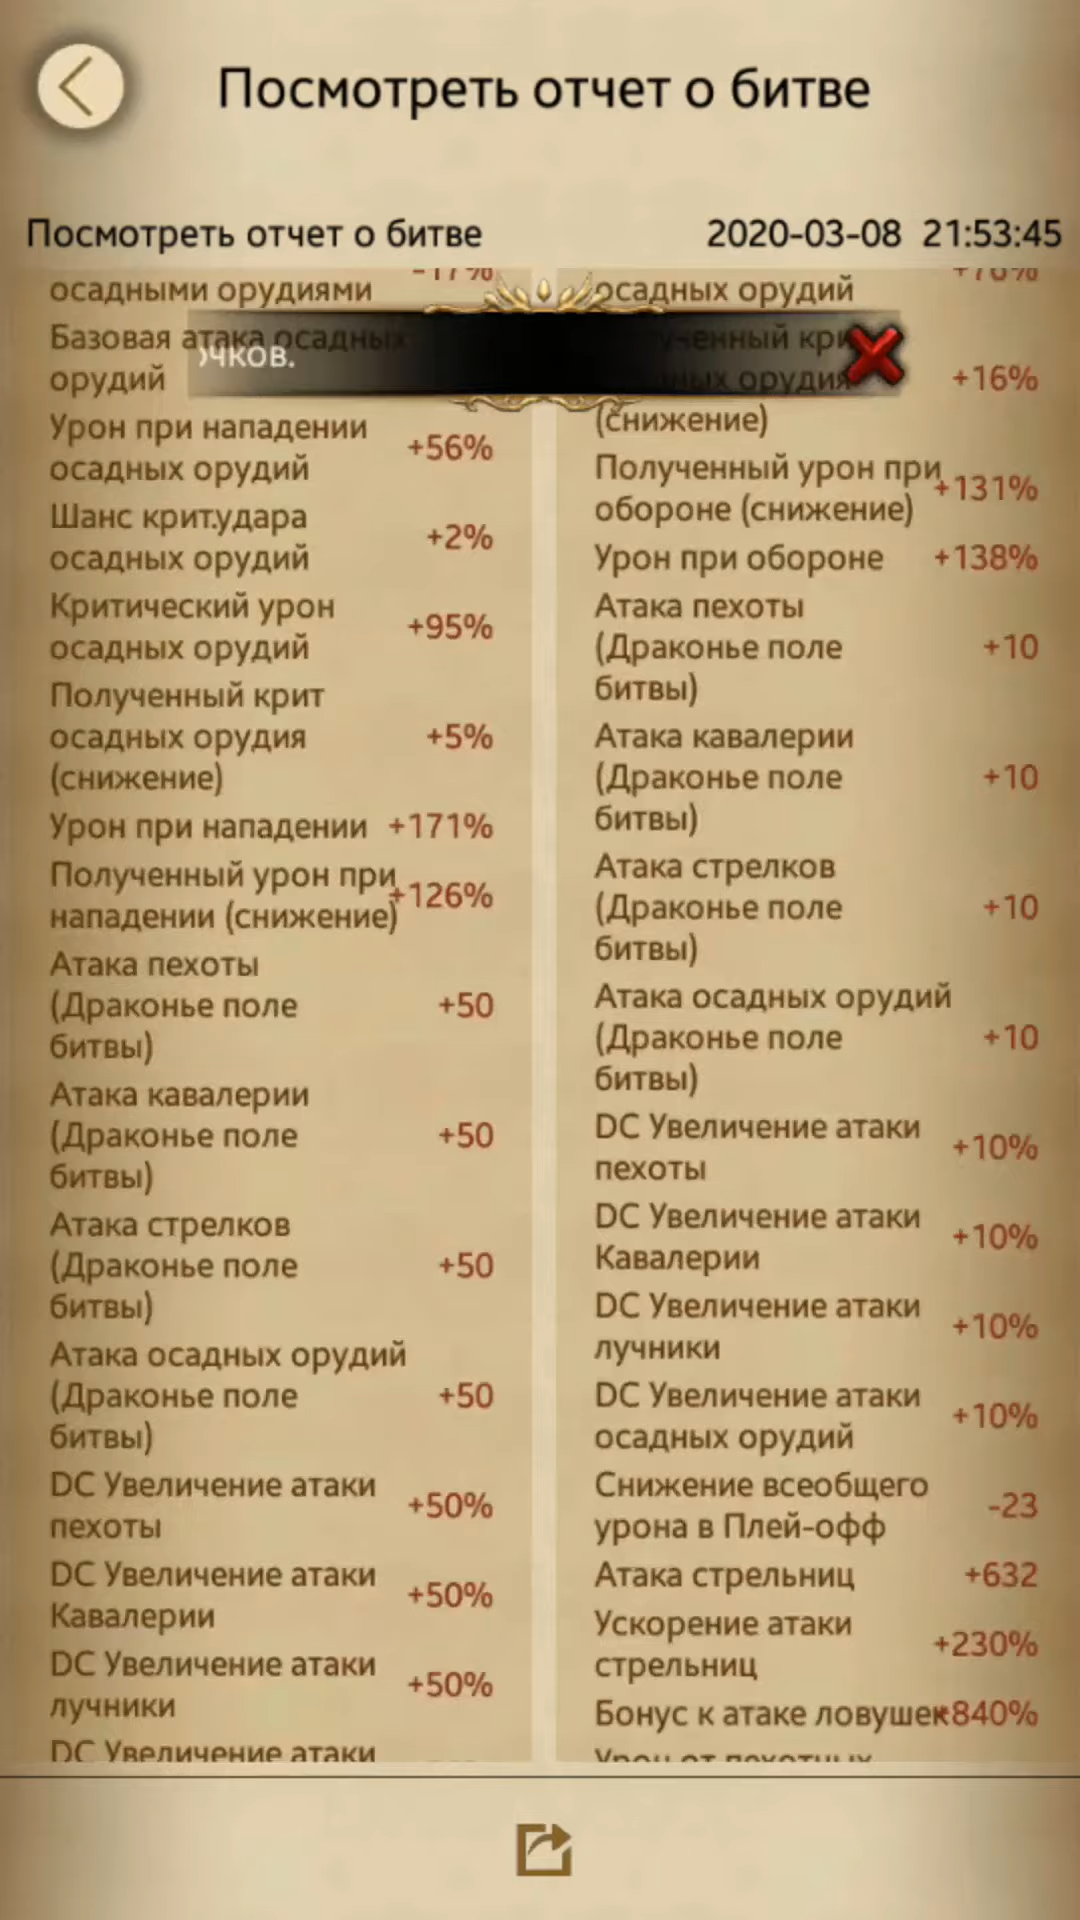 Посмотреть отчет о битве
Посмотреть отчет о битве 2020-03-08 21:53:45
осадными орудиями
Базовая атака осадных
орудий
Урон при нападении
осадных орудий +56%
Шанс крит.удара
осадных орудий +2%
Критический урон
осадных орудий +95%
Полученный крит
осадных орудия +5%
(снижение)
Урон при нападении +171%
Полученный урон при
нападении (снижение) +126%
Атака пехоты
(Драконье поле +50
битвы)
Атака кавалерии
(Драконье поле +50
битвы)
Атака стрелков
(Драконье поле +50
битвы)
Атака осадных орудий
(Драконье поле +50
битвы)
DC Увеличение атаки
пехоты +50%
DC Увеличение атаки
Кавалерии +50%
DC Увеличение атаки
лучники +50%
DC Увеличение атаки
осадных орудий
орудия +16%
(снижение)
Полученный урон при
обороне (снижение) +131%
Урон при обороне +138%
Атака пехоты
(Драконье поле +10
битвы)
Атака кавалерии
(Драконье поле +10
битвы)
Атака стрелков
(Драконье поле +10
битвы)
Атака осадных орудий
(Драконье поле +10
битвы)
DC Увеличение атаки
пехоты +10%
DC Увеличение атаки
Кавалерии +10%
DC Увеличение атаки
лучники +10%
DC Увеличение атаки
осадных орудий +10%
Снижение всеобщего
урона в Плей-офф -23
Атака стрельниц +632
Ускорение атаки
стрельниц +230%
Бонус к атаке ловушек +840%